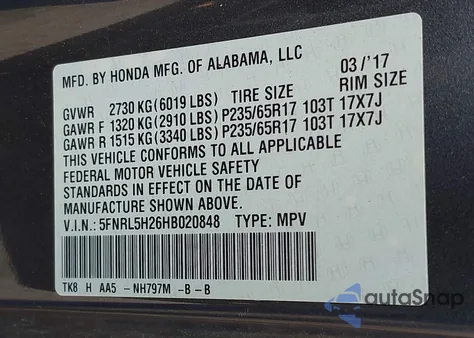 MFD. BY HONDA MFG. OF ALABAMA, LLC 03/'17
GVWR 2730 KG(6019 LBS) TIRE SIZE RIM SIZE
GAWR F 1320 KG(2910 LBS) P235/65R17 103T 17X7J
GAWR R 1515 KG(3340 LBS) P235/65R17 103T 17X7J
THIS VEHICLE CONFORMS TO ALL APPLICABLE
FEDERAL MOTOR VEHICLE SAFETY
STANDARDS IN EFFECT ON THE DATE OF
MANUFACTURE SHOWN ABOVE.
V.I.N.: 5FNRL5H26HB020848 TYPE: MPV
TK8 H AA5 - NH797M -B - B
autoSnap